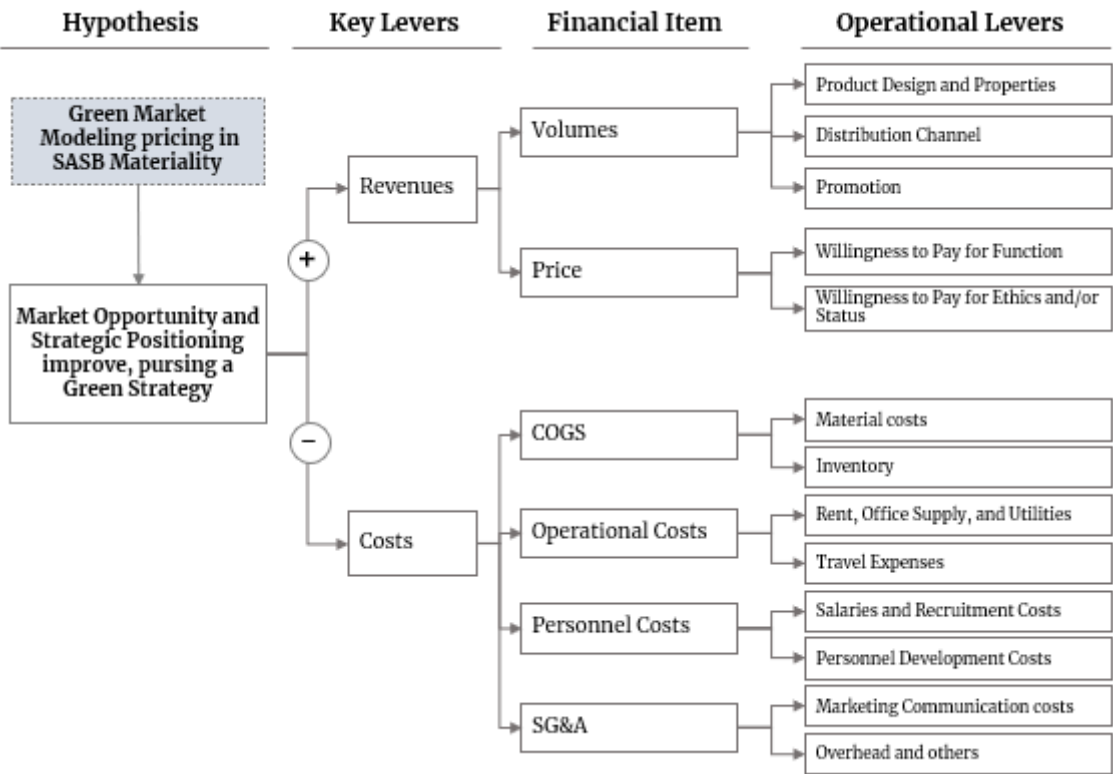 Hypothesis
Key Levers
Financial Item
Operational Levers
Green Market
Modeling pricing in
SASB Materiality
Market Opportunity and
Strategic Positioning
improve, pursing a
Green Strategy
+
−
Revenues
Costs
Volumes
Price
COGS
Operational Costs
Personnel Costs
SG&A
Product Design and Properties
Distribution Channel
Promotion
Willingness to Pay for Function
Willingness to Pay for Ethics and/or
Status
Material costs
Inventory
Rent, Office Supply, and Utilities
Travel Expenses
Salaries and Recruitment Costs
Personnel Development Costs
Marketing Communication costs
Overhead and others